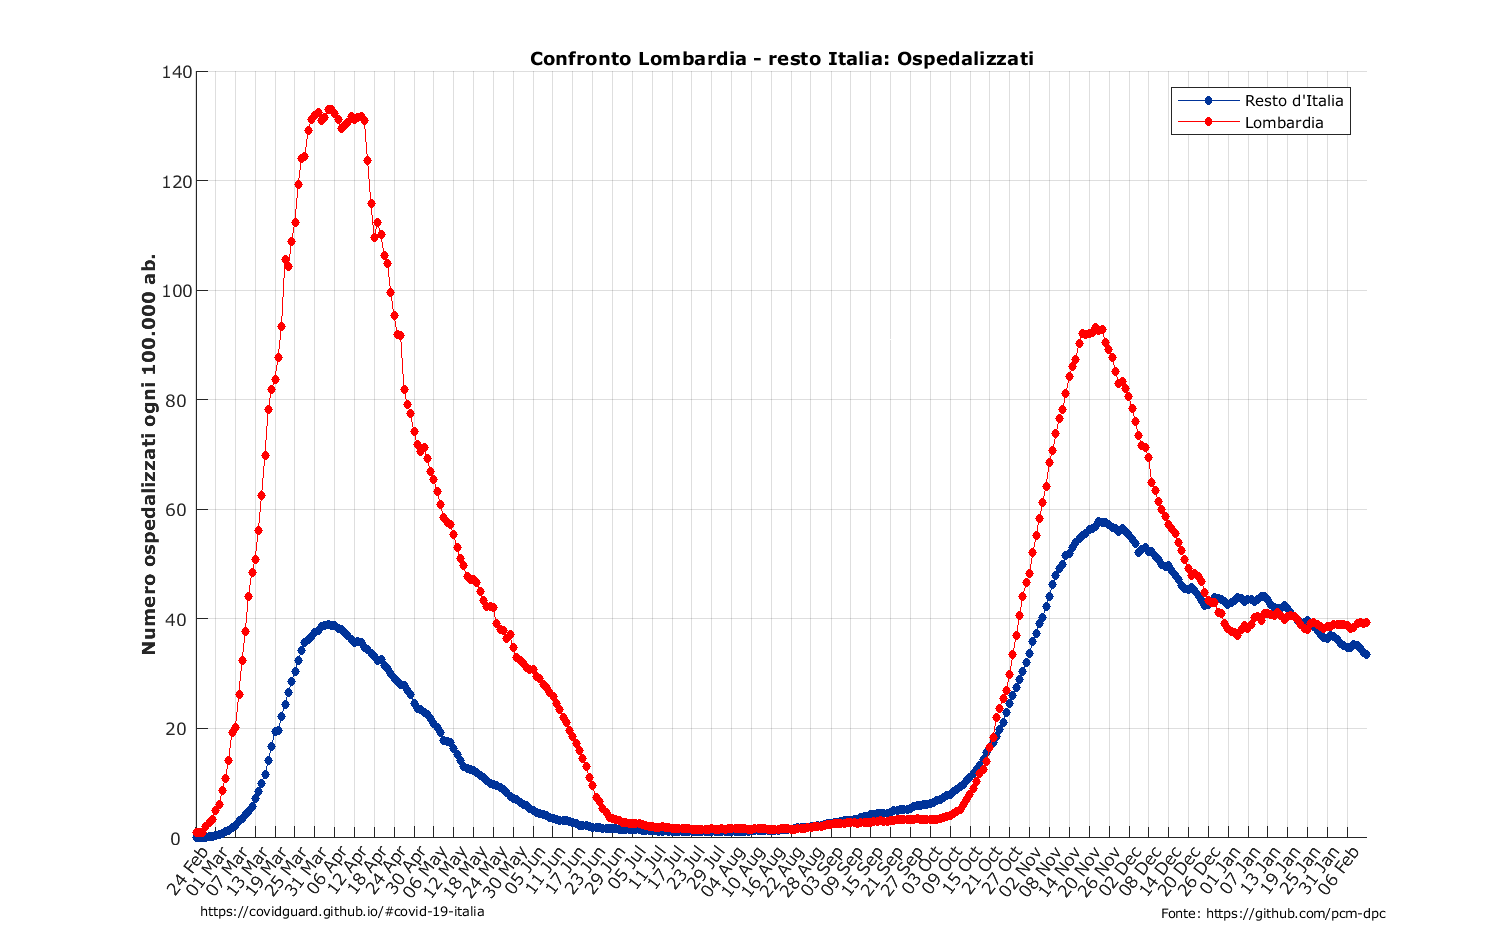 Confronto Lombardia - resto Italia: Ospedalizzati
Numero ospedalizzati ogni 100.000 ab.
140
120
100
80
60
40
20
0
Resto d'Italia
Lombardia
24 Feb
01 Mar
07 Mar
13 Mar
19 Mar
25 Mar
31 Mar
06 Apr
12 Apr
18 Apr
24 Apr
30 Apr
06 May
12 May
18 May
24 May
30 May
05 Jun
11 Jun
17 Jun
23 Jun
29 Jun
05 Jul
11 Jul
17 Jul
23 Jul
29 Jul
04 Aug
10 Aug
16 Aug
22 Aug
28 Aug
03 Sep
09 Sep
15 Sep
21 Sep
27 Sep
03 Oct
09 Oct
15 Oct
21 Oct
27 Oct
02 Nov
08 Nov
14 Nov
20 Nov
26 Nov
02 Dec
08 Dec
14 Dec
20 Dec
26 Dec
01 Jan
07 Jan
13 Jan
19 Jan
25 Jan
31 Jan
06 Feb
https://covidguard.github.io/#covid-19-italia
Fonte: https://github.com/pcm-dpc